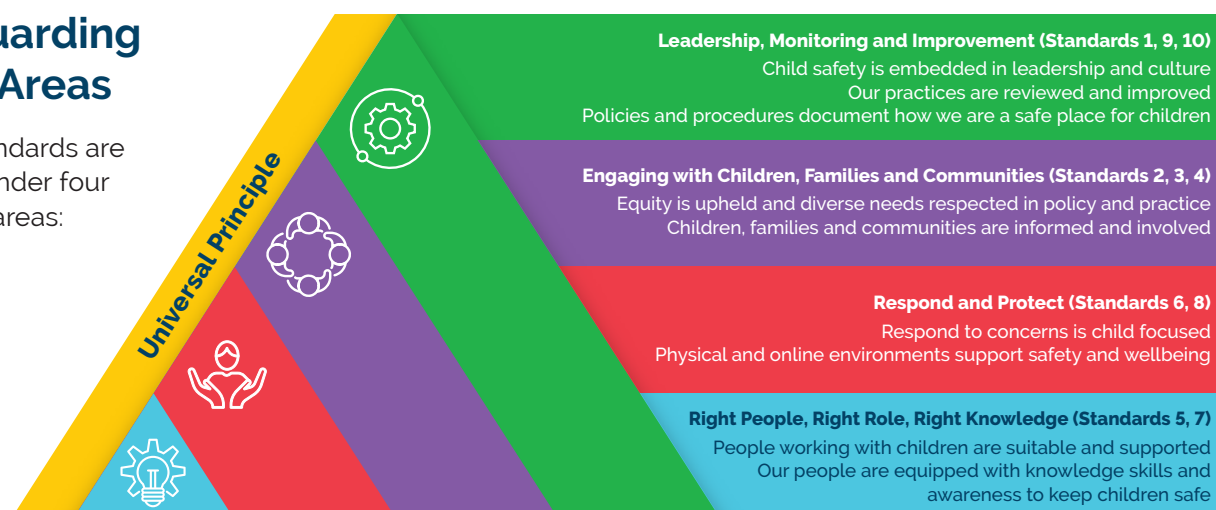 Areas
areas:
Universal Principle
Leadership, Monitoring and Improvement (Standards 1, 9, 10)
Child safety is embedded in leadership and culture
Our practices are reviewed and improved
Policies and procedures document how we are a safe place for children
Engaging with Children, Families and Communities (Standards 2, 3, 4)
Equity is upheld and diverse needs respected in policy and practice
Children, families and communities are informed and involved
Respond and Protect (Standards 6, 8)
Respond to concerns is child focused
Physical and online environments support safety and wellbeing
Right People, Right Role, Right Knowledge (Standards 5, 7)
People working with children are suitable and supported
Our people are equipped with knowledge skills and
awareness to keep children safe